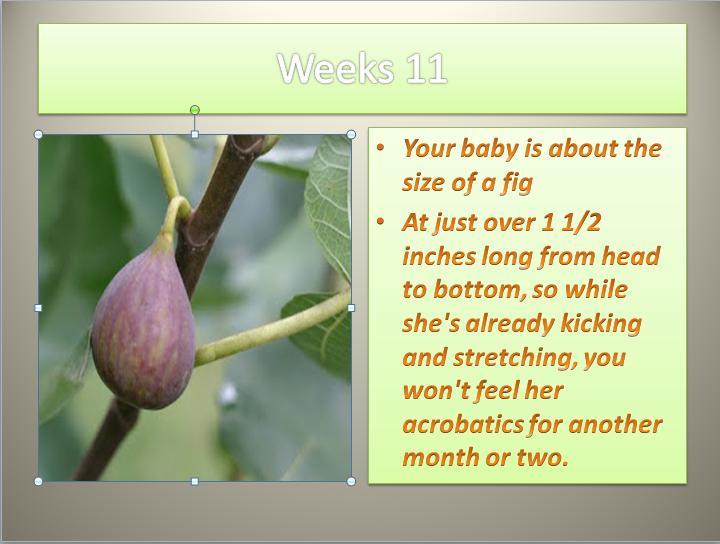 Weeks 11
• Your baby is about the
size of a fig
• At just over 1 1/2
inches long from head
to bottom, so while
she's already kicking
and stretching, you
won't feel her
acrobatics for another
month or two.